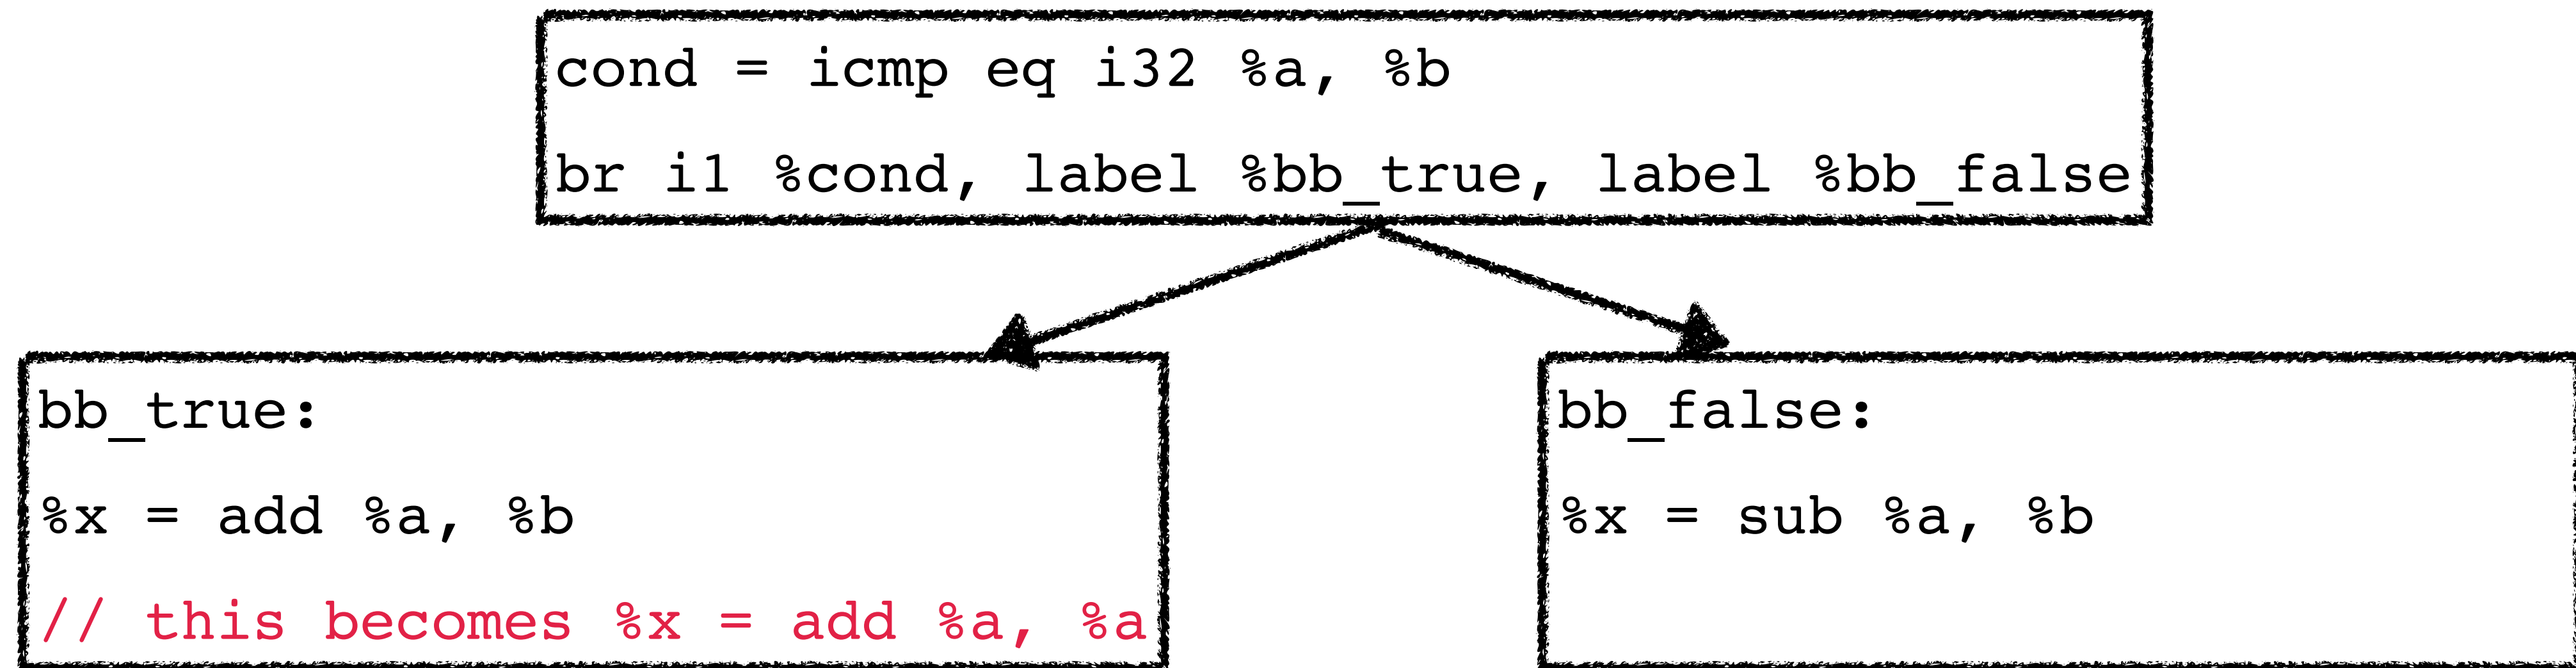 cond = icmp eq i32 %a, %b
br i1 %cond, label %bb_true, label %bb_false
bb_true:
%x = add %a, %b
// this becomes %x = add %a, %a
bb_false:
%x = sub %a, %b